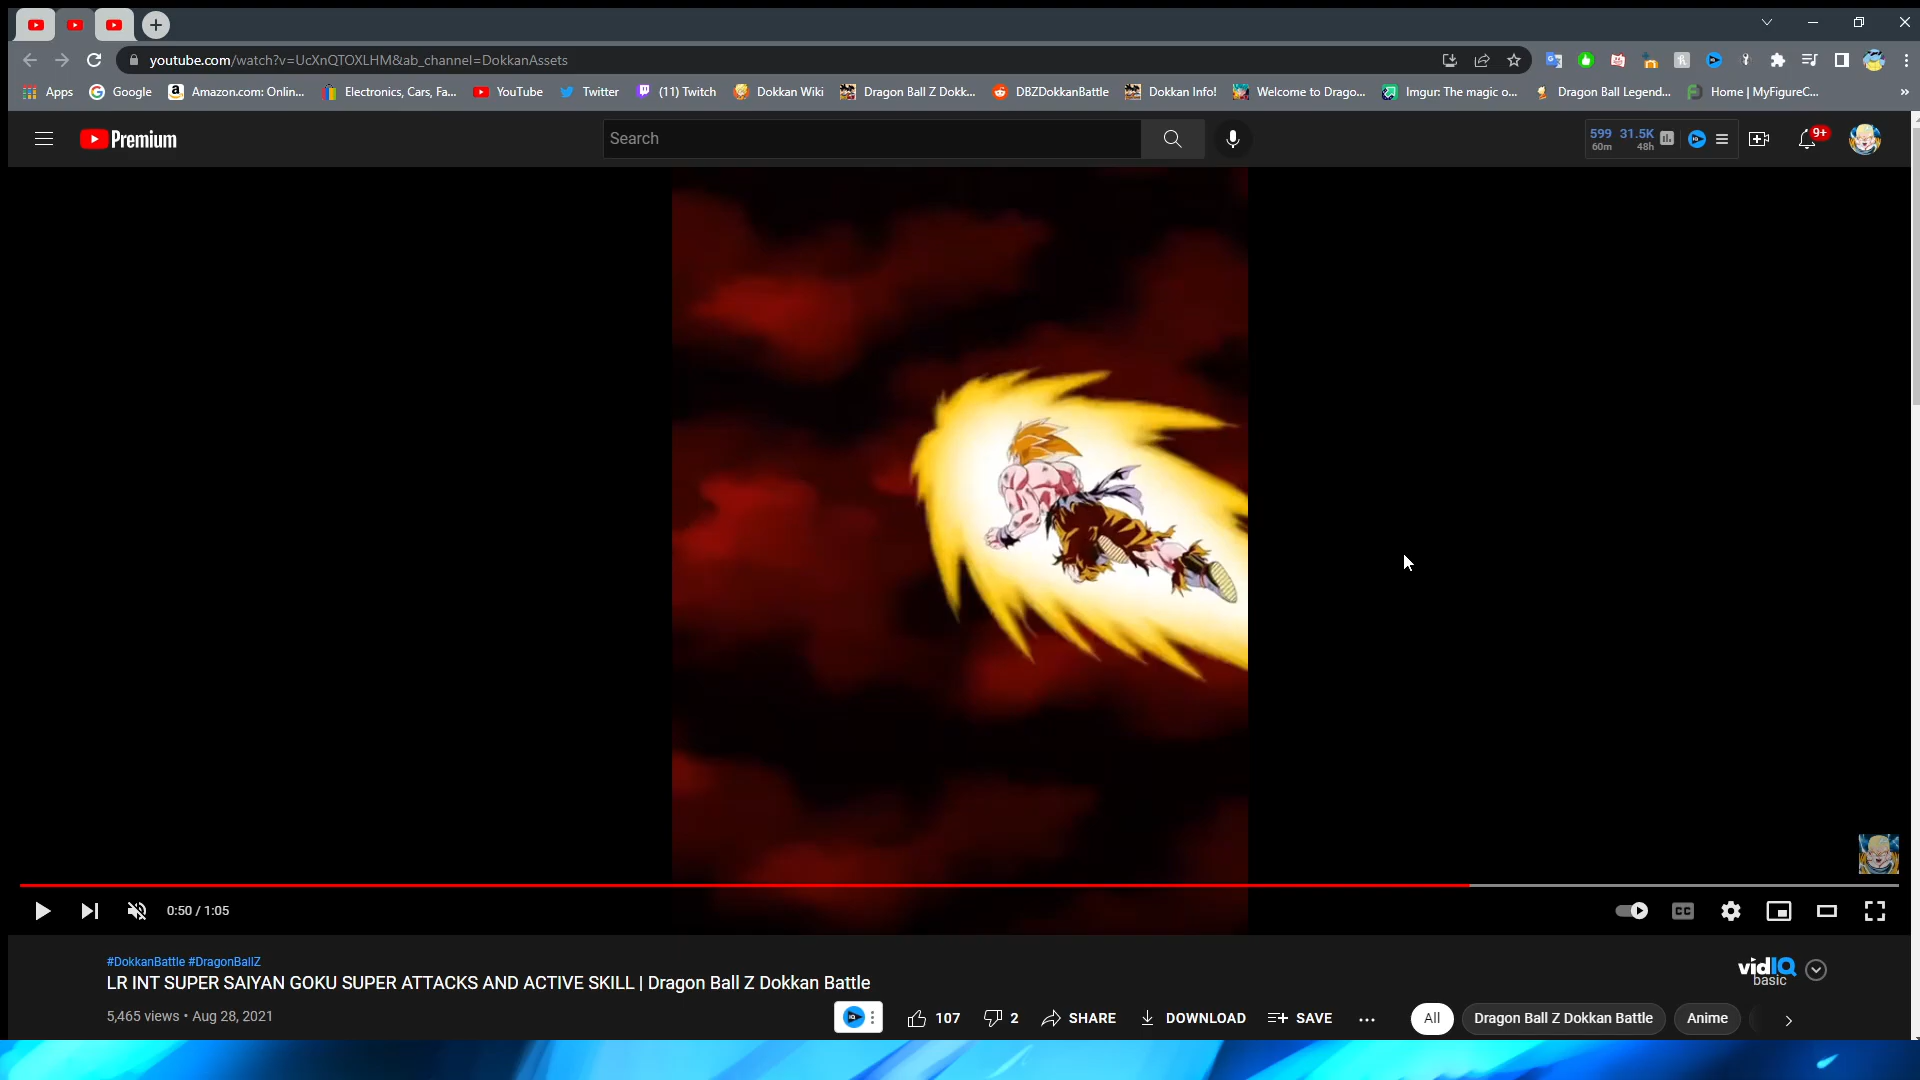 youtube.com/watch?v=UcXnQTOXLHM&ab_channel=DokkanAssets
Apps Google Amazon.com: Onlin... Electronics, Cars, Fa... YouTube Twitter (11) Twitch Dokkan Wiki Dragon Ball Z Dokk... DBZDokkanBattle Dokkan Info! Welcome to Drago... Imgur: The magic o... Dragon Ball Legend... Home | MyFigureC... »
Premium Search 599 60m 31.5K 48h 9+
0:50 / 1:05 CC
#DokkanBattle #DragonBallZ
LR INT SUPER SAIYAN GOKU SUPER ATTACKS AND ACTIVE SKILL | Dragon Ball Z Dokkan Battle
vidIQ
basic
5,465 views • Aug 28, 2021 107 2 SHARE DOWNLOAD SAVE ... All Dragon Ball Z Dokkan Battle Anime